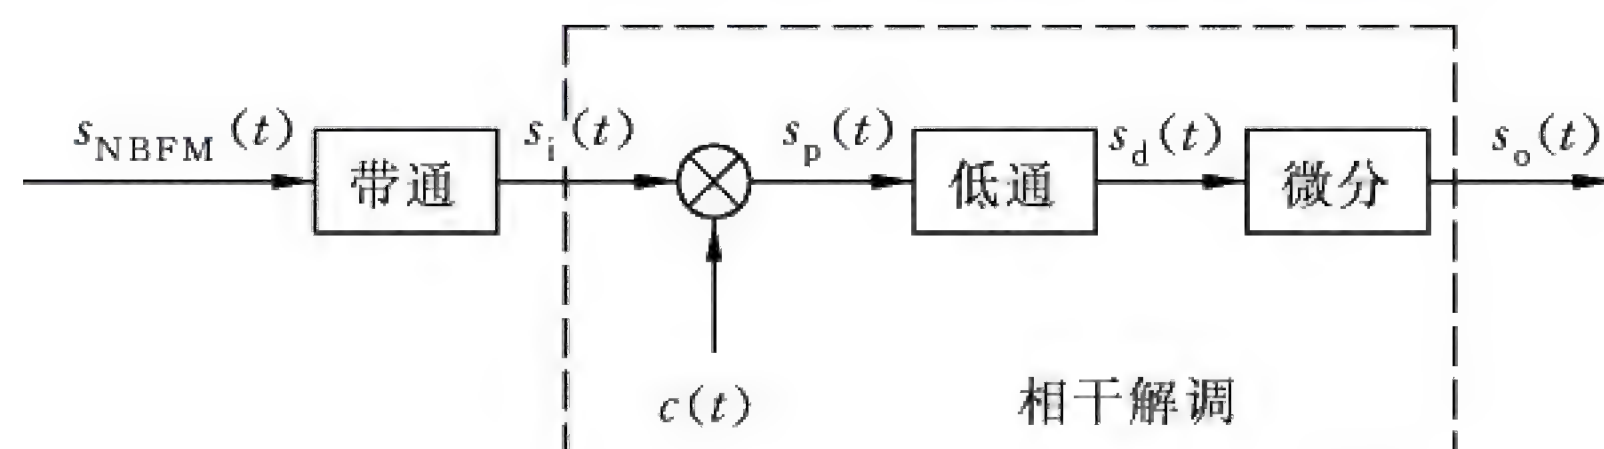 s_NBFM(t) 带通 s_i(t) s_p(t) 低通 s_d(t) 微分 s_o(t)
c(t) 相干解调